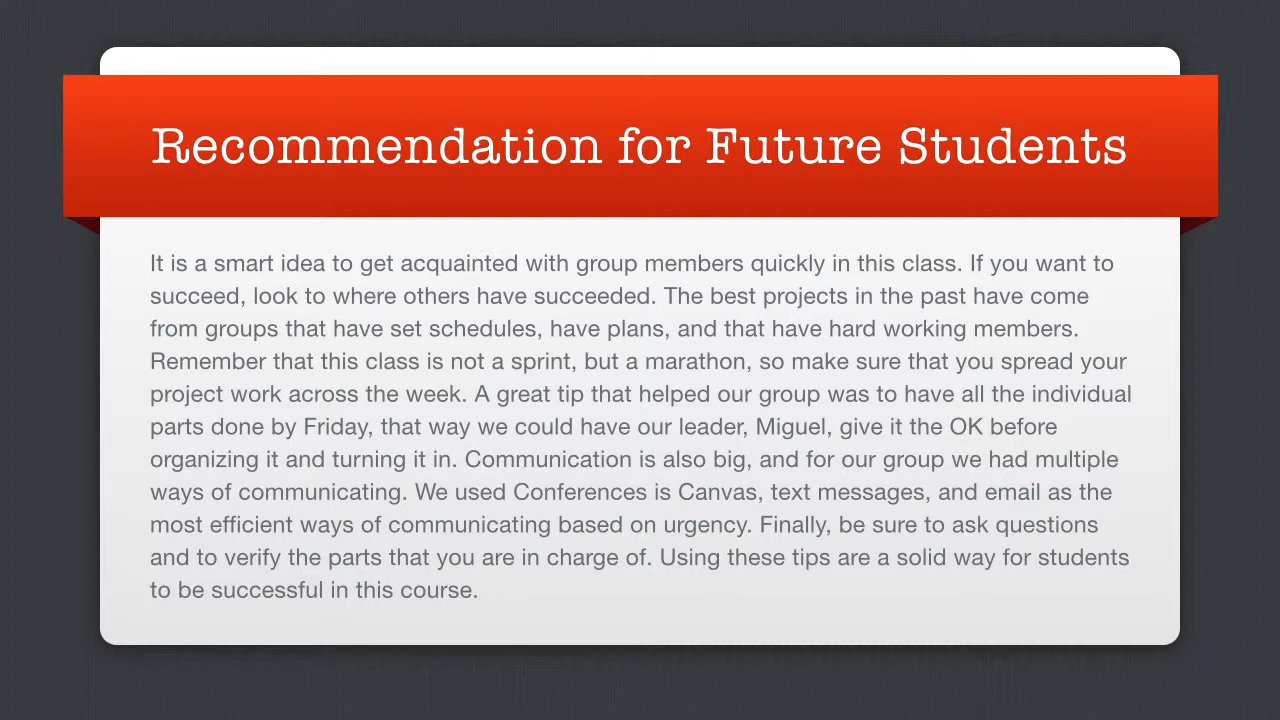 Recommendation for Future Students
It is a smart idea to get acquainted with group members quickly in this class. If you want to
succeed, look to where others have succeeded. The best projects in the past have come
from groups that have set schedules, have plans, and that have hard working members.
Remember that this class is not a sprint, but a marathon, so make sure that you spread your
project work across the week. A great tip that helped our group was to have all the individual
parts done by Friday, that way we could have our leader, Miguel, give it the OK before
organizing it and turning it in. Communication is also big, and for our group we had multiple
ways of communicating. We used Conferences is Canvas, text messages, and email as the
most efficient ways of communicating based on urgency. Finally, be sure to ask questions
and to verify the parts that you are in charge of. Using these tips are a solid way for students
to be successful in this course.